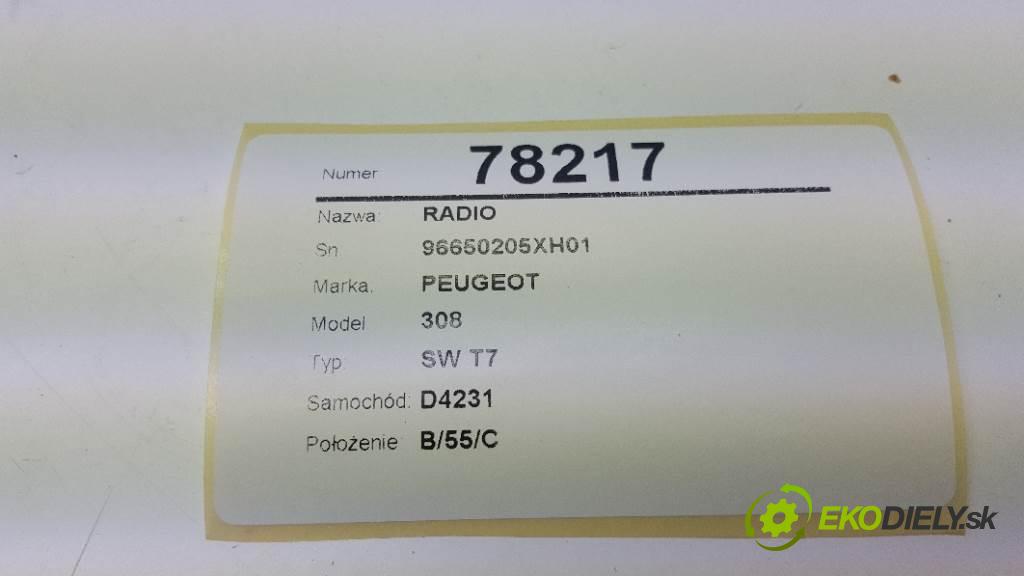 Numer 78217
Nazwa: RADIO
Sn 96650205XH01
Marka. PEUGEOT
Model 308
Typ SW T7
Samochód: D4231
Położenie B/55/C
EKODIELY.sk